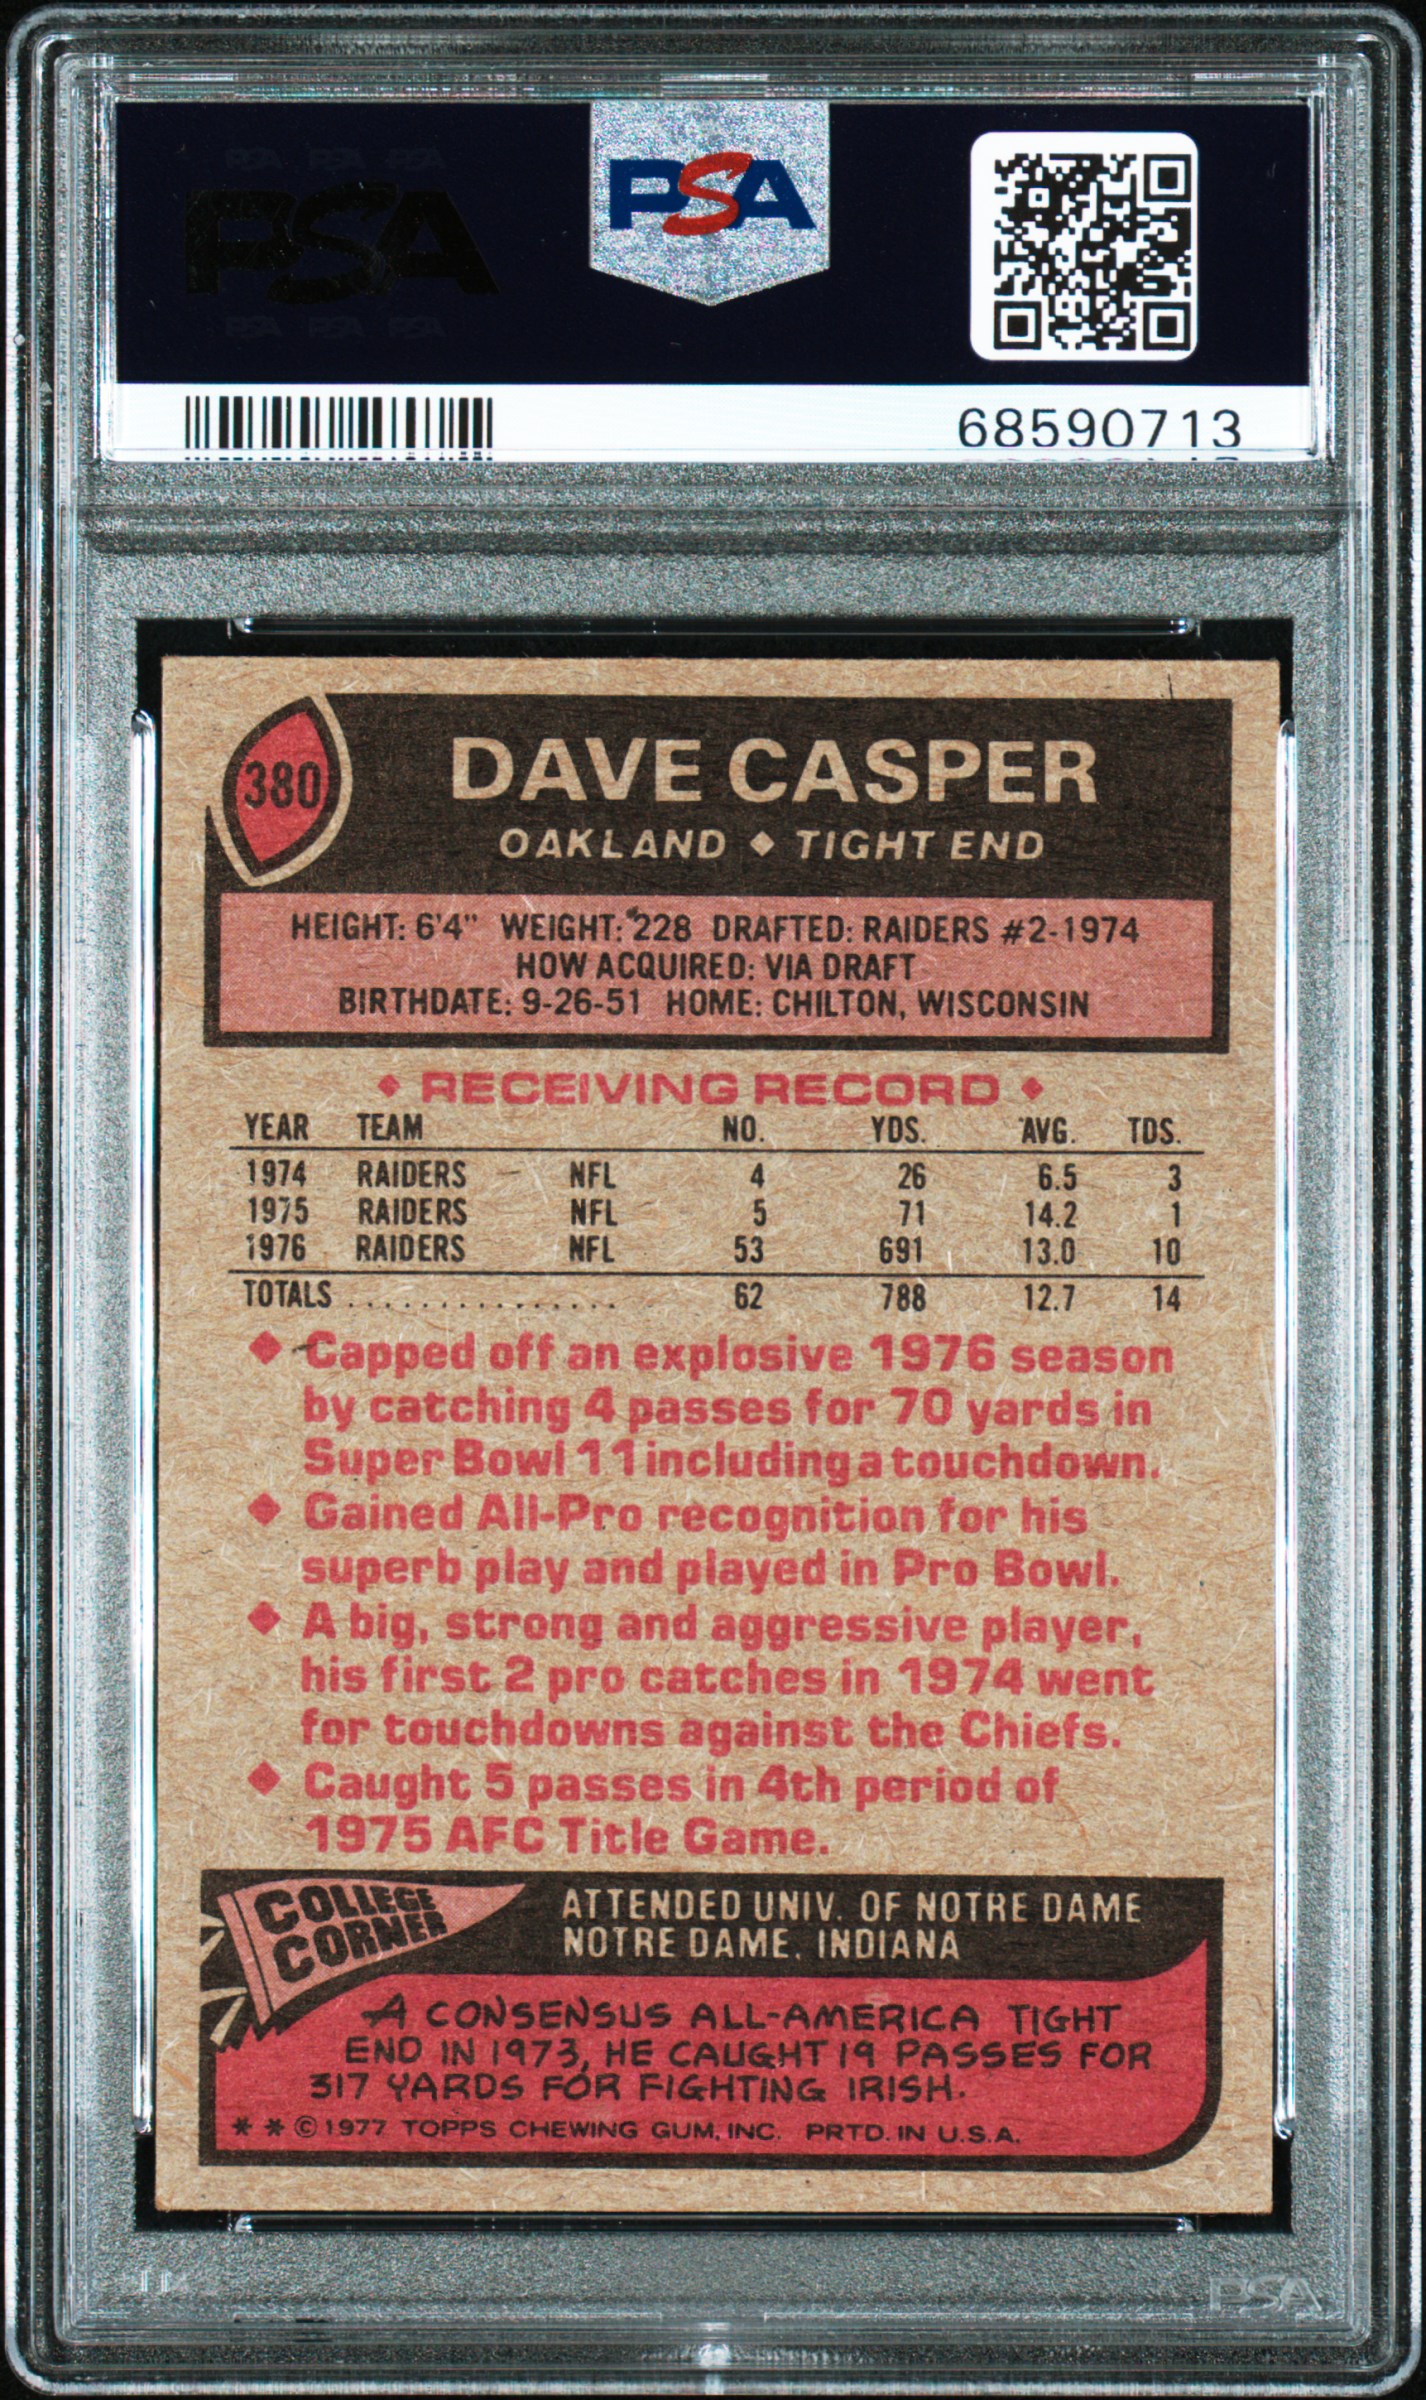 PSA PSA PSA
PSA
PSA PSA PSA
PSA
68590713
380
DAVE CASPER
OAKLAND ◆ TIGHT END
HEIGHT: 6'4" WEIGHT: 228 DRAFTED: RAIDERS #2-1974
HOW ACQUIRED: VIA DRAFT
BIRTHDATE: 9-26-51 HOME: CHILTON, WISCONSIN
◆ RECEIVING RECORD ◆
YEAR TEAM NO. YDS. AVG. TDS.
1974 RAIDERS – NFL 4 26 6.5 3
1975 RAIDERS NFL 5 71 14.2 1
1976 RAIDERS NFL 53 691 13.0 10
TOTALS ............... 62 788 12.7 14
◆ Capped off an explosive 1976 season
by catching 4 passes for 70 yards in
Super Bowl 11 including a touchdown.
◆ Gained All-Pro recognition for his
superb play and played in Pro Bowl.
◆ A big, strong and aggressive player,
his first 2 pro catches in 1974 went
for touchdowns against the Chiefs.
◆ Caught 5 passes in 4th period of
1975 AFC Title Game.
COLLEGE
CORNER
ATTENDED UNIV. OF NOTRE DAME
NOTRE DAME, INDIANA
A CONSENSUS ALL-AMERICA TIGHT
END IN 1973, HE CAUGHT 19 PASSES FOR
317 YARDS FOR FIGHTING IRISH.
* * © 1977 TOPPS CHEWING GUM, INC. PRTD. IN U.S.A.
PSA